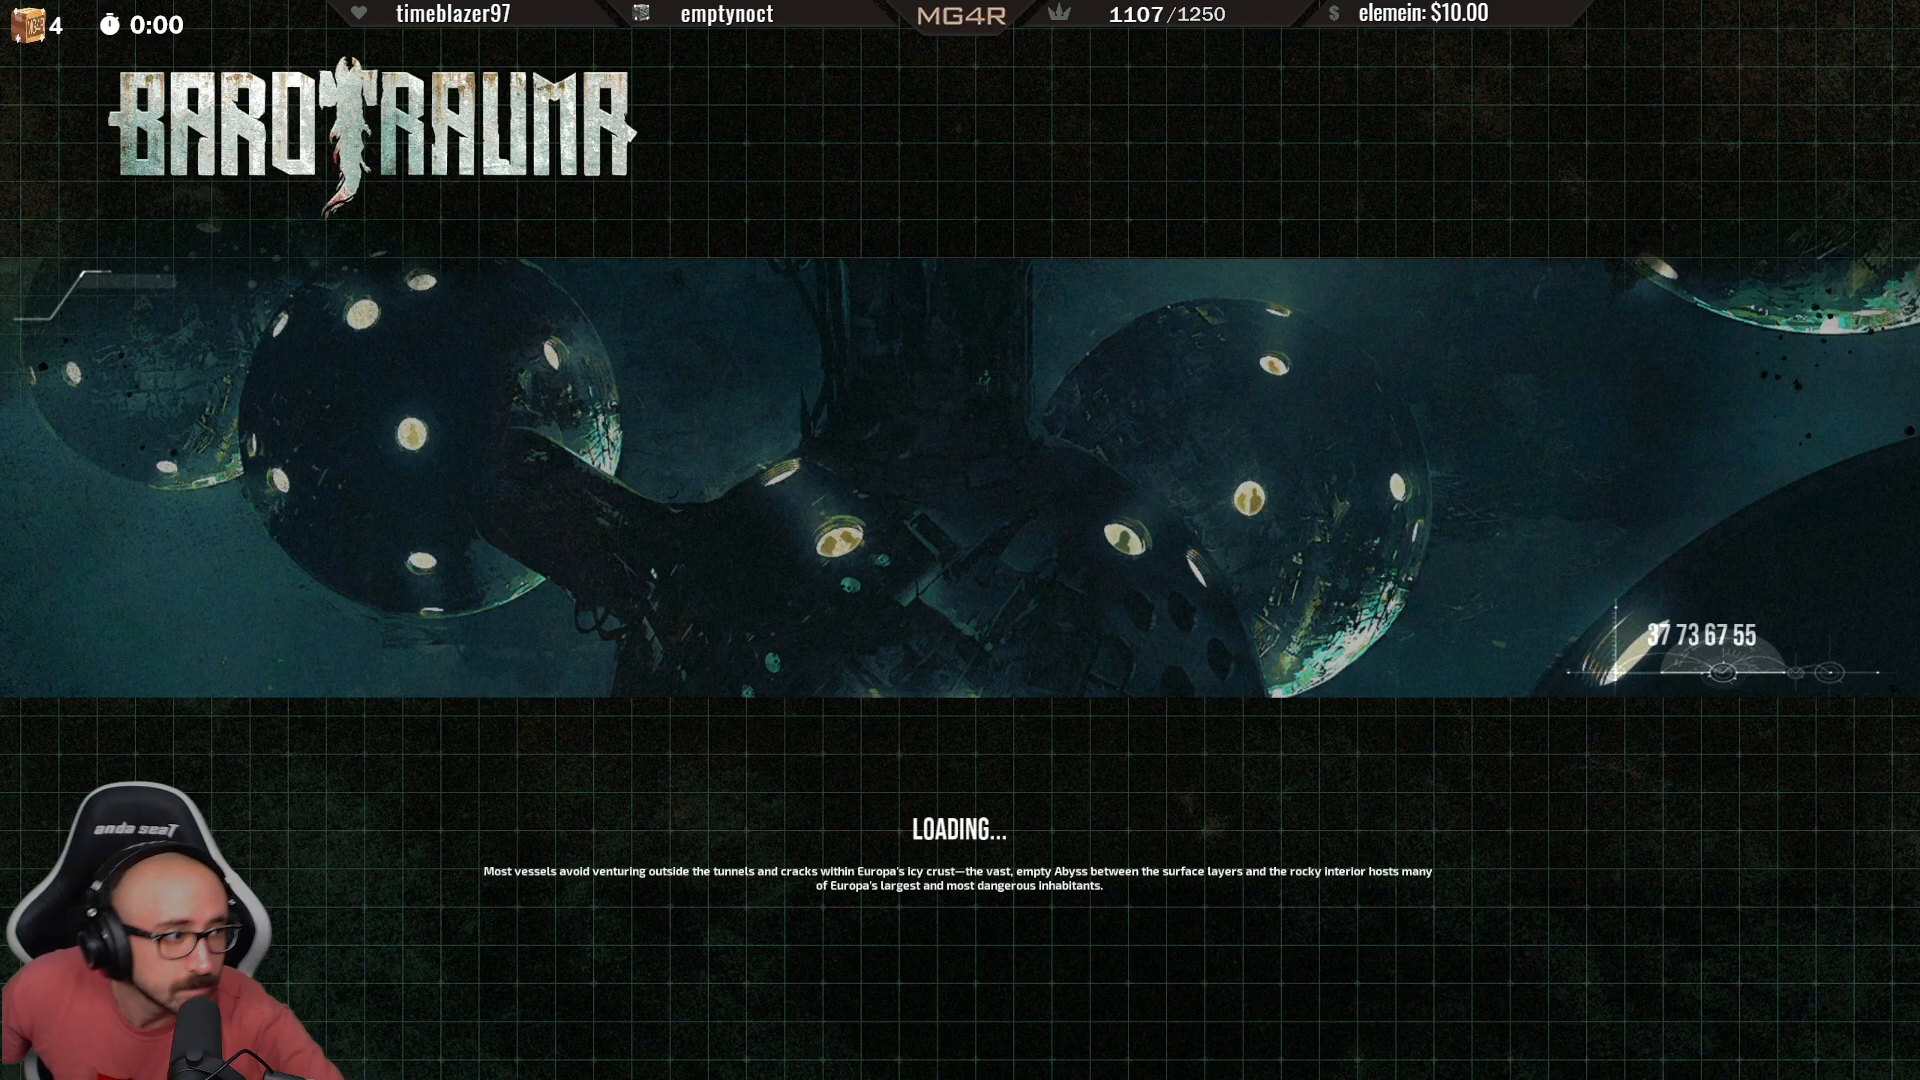 4
0:00
timeblazer97
emptynoct
MG4R
1107/1250
$
elemein: $10.00
BAROTRAUMA
37 73 67 55
anda seaT
LOADING...
Most vessels avoid venturing outside the tunnels and cracks within Europa's icy crust—the vast, empty Abyss between the surface layers and the rocky interior hosts many
of Europa's largest and most dangerous inhabitants.